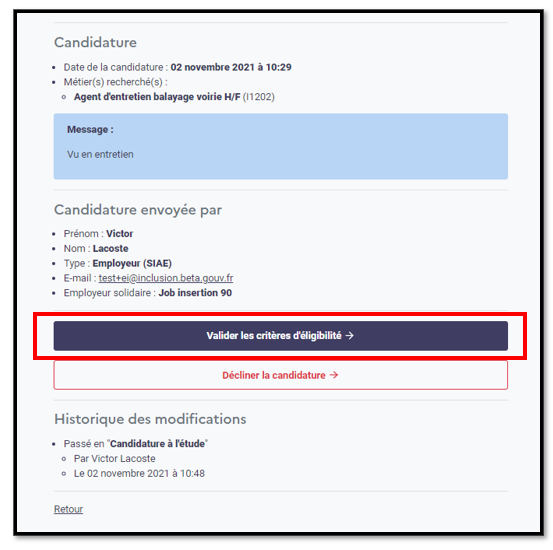 Candidature
Date de la candidature : 02 novembre 2021 à 10:29
Métier(s) recherché(s) :
Agent d'entretien balayage voirie H/F (I1202)
Message :
Vu en entretien
Candidature envoyée par
Prénom : Victor
Nom : Lacoste
Type : Employeur (SIAE)
E-mail : test+ei@inclusion.beta.gouv.fr
Employeur solidaire : Job insertion 90
Valider les critères d'éligibilité →
Décliner la candidature →
Historique des modifications
Passé en "Candidature à l'étude"
Par Victor Lacoste
Le 02 novembre 2021 à 10:48
Retour